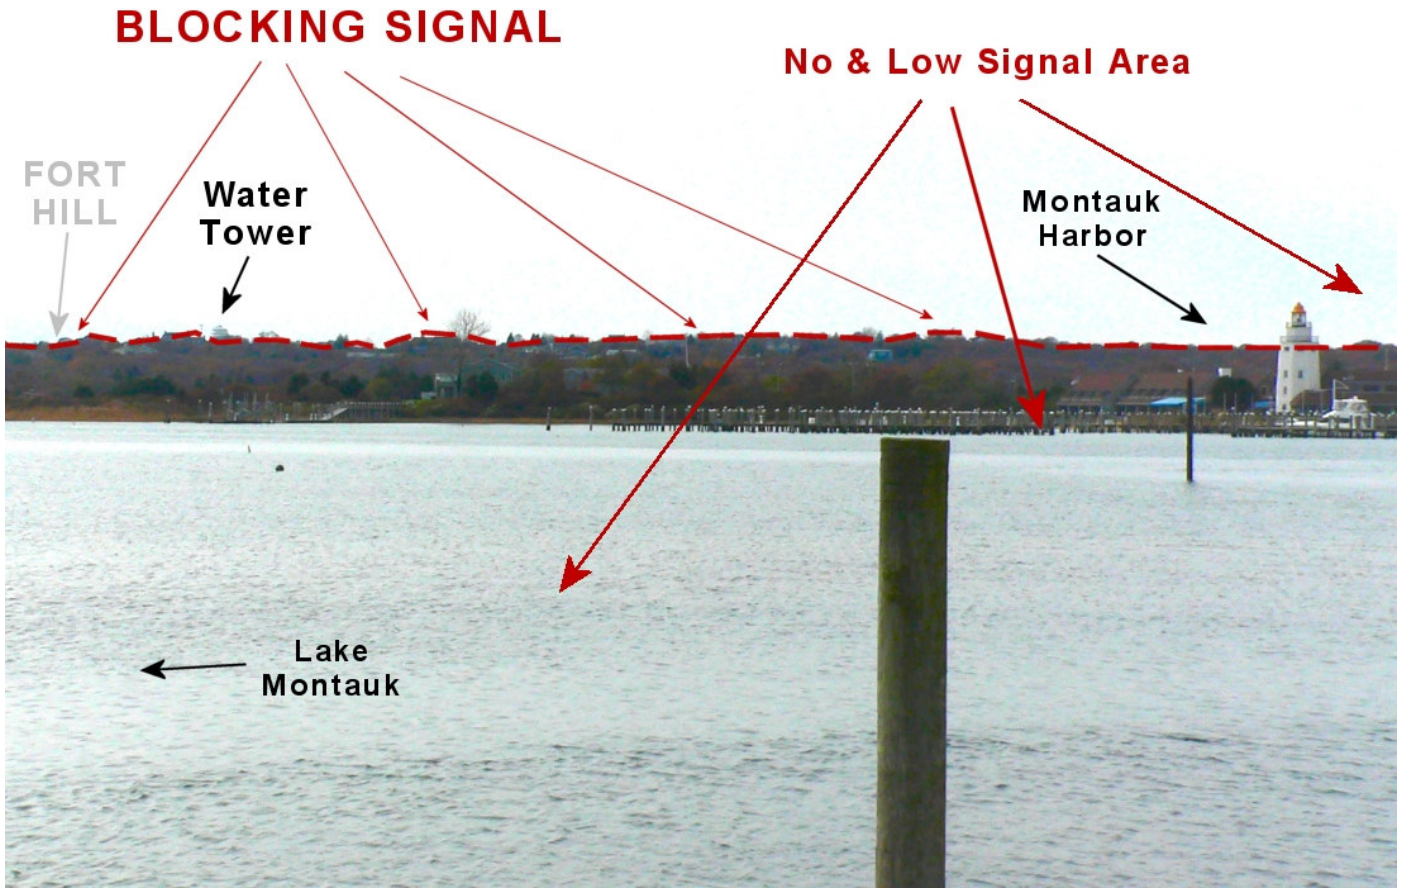 BLOCKING SIGNAL
No & Low Signal Area
FORT
HILL
Water
Tower
Montauk
Harbor
Lake
Montauk